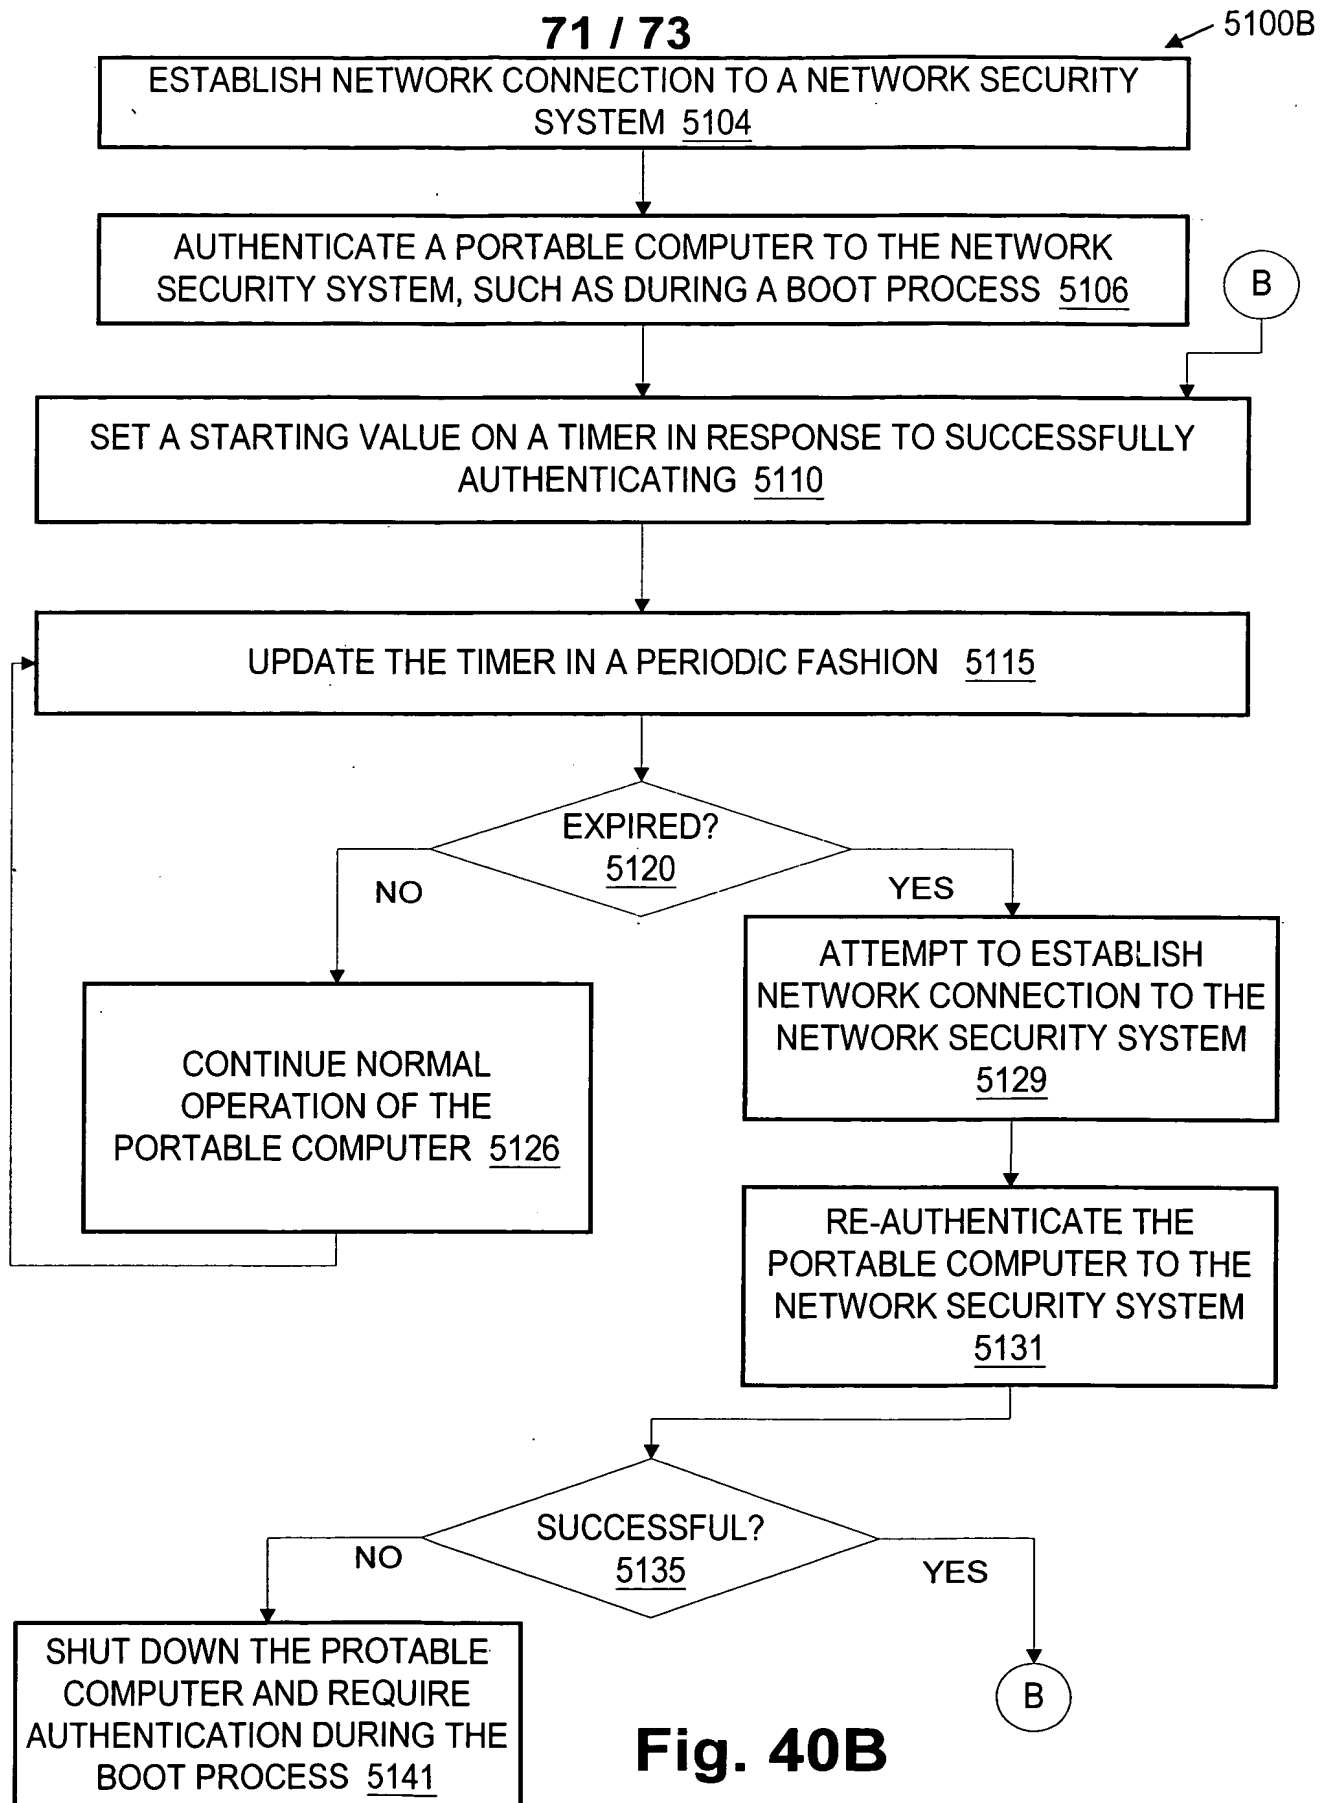 71 / 73
5100B
ESTABLISH NETWORK CONNECTION TO A NETWORK SECURITY
SYSTEM 5104
AUTHENTICATE A PORTABLE COMPUTER TO THE NETWORK
SECURITY SYSTEM, SUCH AS DURING A BOOT PROCESS 5106
B
SET A STARTING VALUE ON A TIMER IN RESPONSE TO SUCCESSFULLY
AUTHENTICATING 5110
UPDATE THE TIMER IN A PERIODIC FASHION 5115
EXPIRED?
5120
NO
YES
CONTINUE NORMAL
OPERATION OF THE
PORTABLE COMPUTER 5126
ATTEMPT TO ESTABLISH
NETWORK CONNECTION TO THE
NETWORK SECURITY SYSTEM
5129
RE-AUTHENTICATE THE
PORTABLE COMPUTER TO THE
NETWORK SECURITY SYSTEM
5131
SUCCESSFUL?
5135
NO
YES
SHUT DOWN THE PROTABLE
COMPUTER AND REQUIRE
AUTHENTICATION DURING THE
BOOT PROCESS 5141
B
Fig. 40B